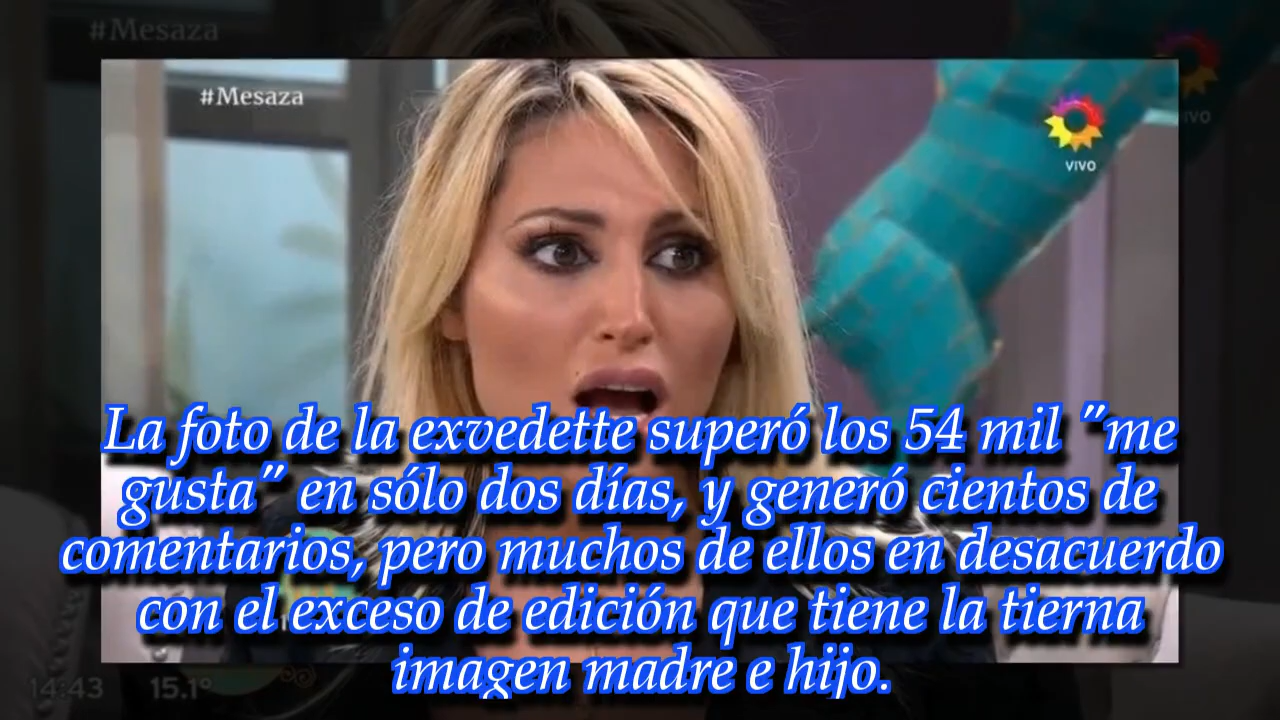 #Mesaza
#Mesaza
VIVO
VIVO
La foto de la exvedette superó los 54 mil "me
gusta" en sólo dos días, y generó cientos de
comentarios, pero muchos de ellos en desacuerdo
con el exceso de edición que tiene la tierna
imagen madre e hijo.
14:43 15.1°